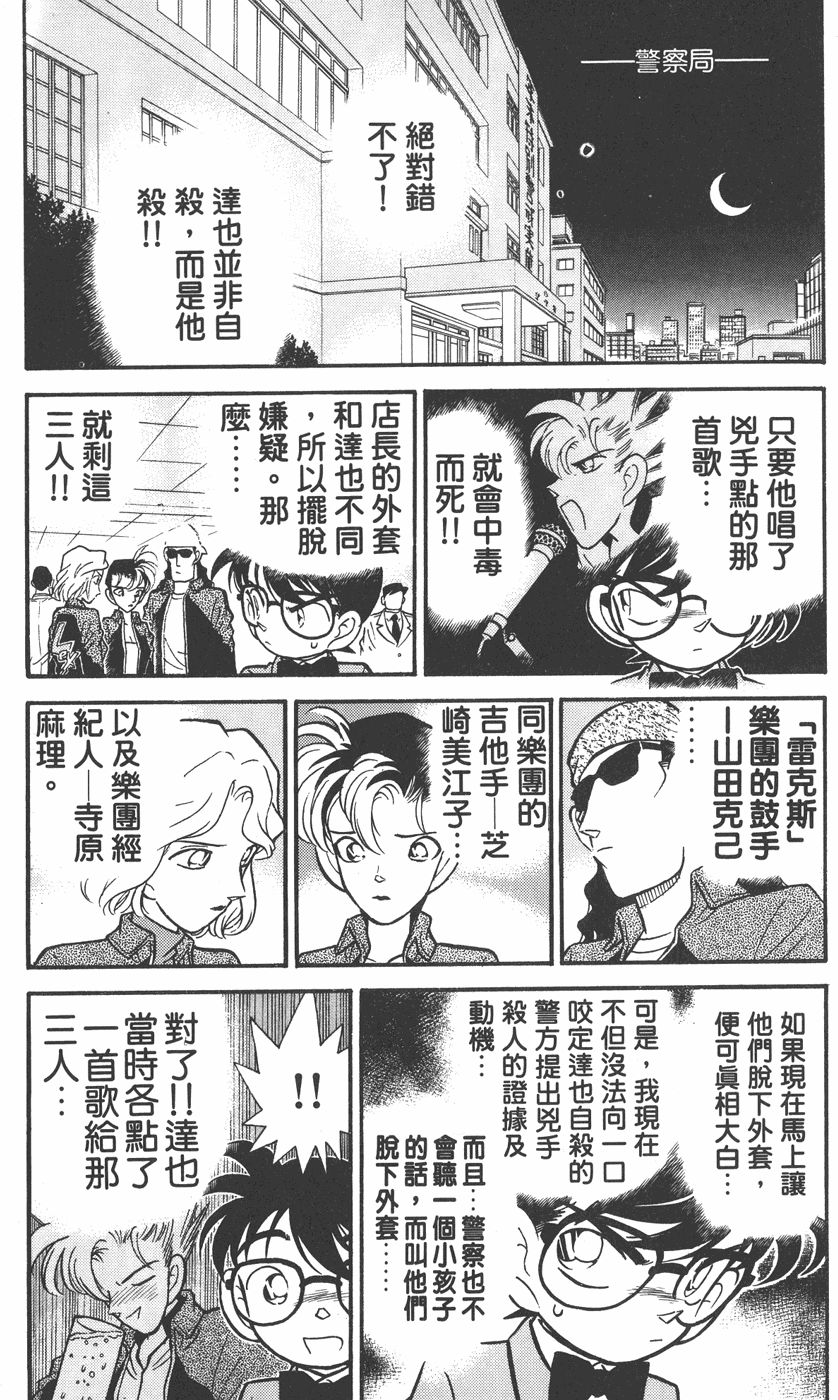 警察局
絕對錯
不了！
達也並非自
殺，而是他
殺!!
只要他唱了
兇手點的那
首歌…
就會中毒
而死!!
店長的外套
和達也不同
，所以擺脫
嫌疑。那
麼……
就剩這
三人!!
「雷克斯」
樂團的鼓手
—山田克己
……
同樂團的
吉他手—芝
崎美江子…
以及樂團經
紀人—寺原
麻理。
如果現在馬上讓
他們脫下外套，
便可眞相大白…
可是，我現在
不但沒法向一口
咬定達也自殺的
警方提出兇手
殺人的證據及
動機…
而且…警察也不
會聽一個小孩子
的話，而叫他們
脫下外套……
!!
對了!!達也
當時各點了
一首歌給那
三人…